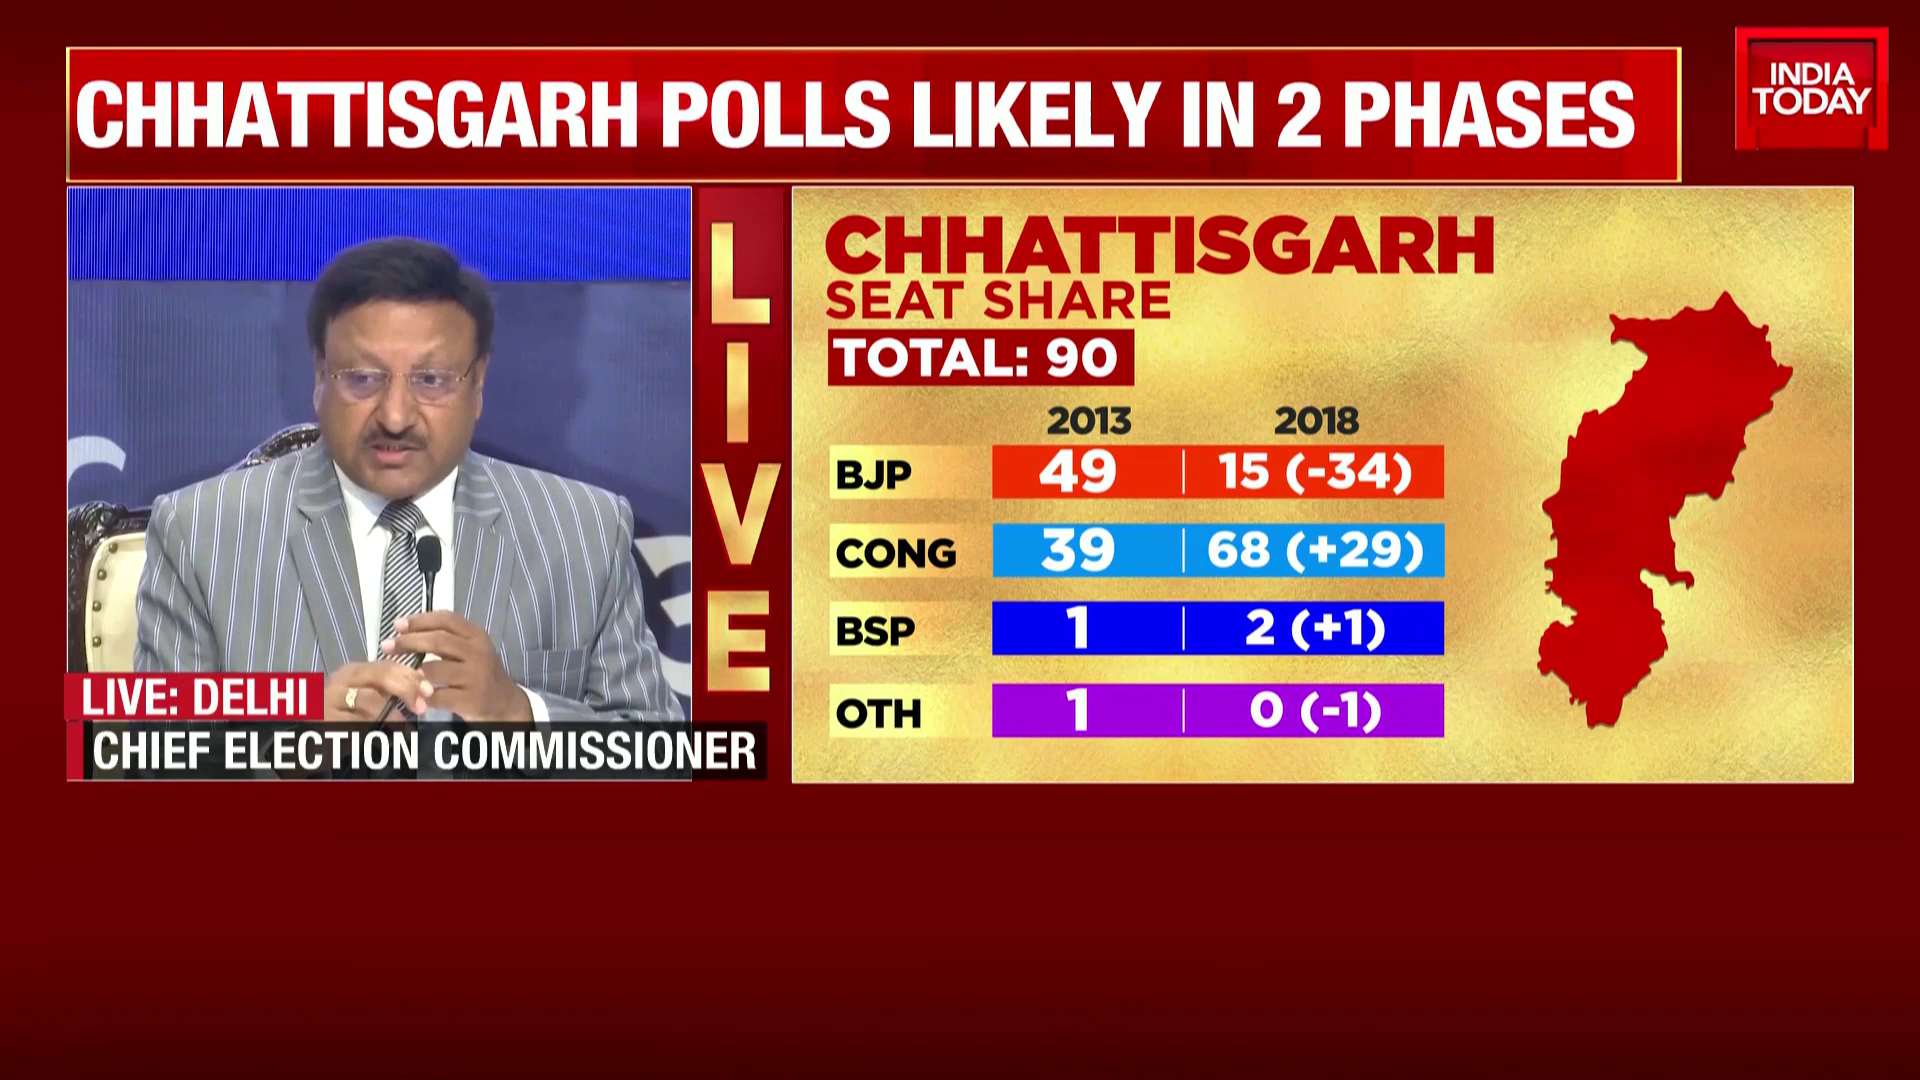 CHHATTISGARH POLLS LIKELY IN 2 PHASES
INDIA
TODAY
LIVE
CHHATTISGARH
SEAT SHARE
TOTAL: 90
2013 2018
BJP 49 15 (-34)
CONG 39 68 (+29)
BSP 1 2 (+1)
OTH 1 0 (-1)
LIVE: DELHI
CHIEF ELECTION COMMISSIONER